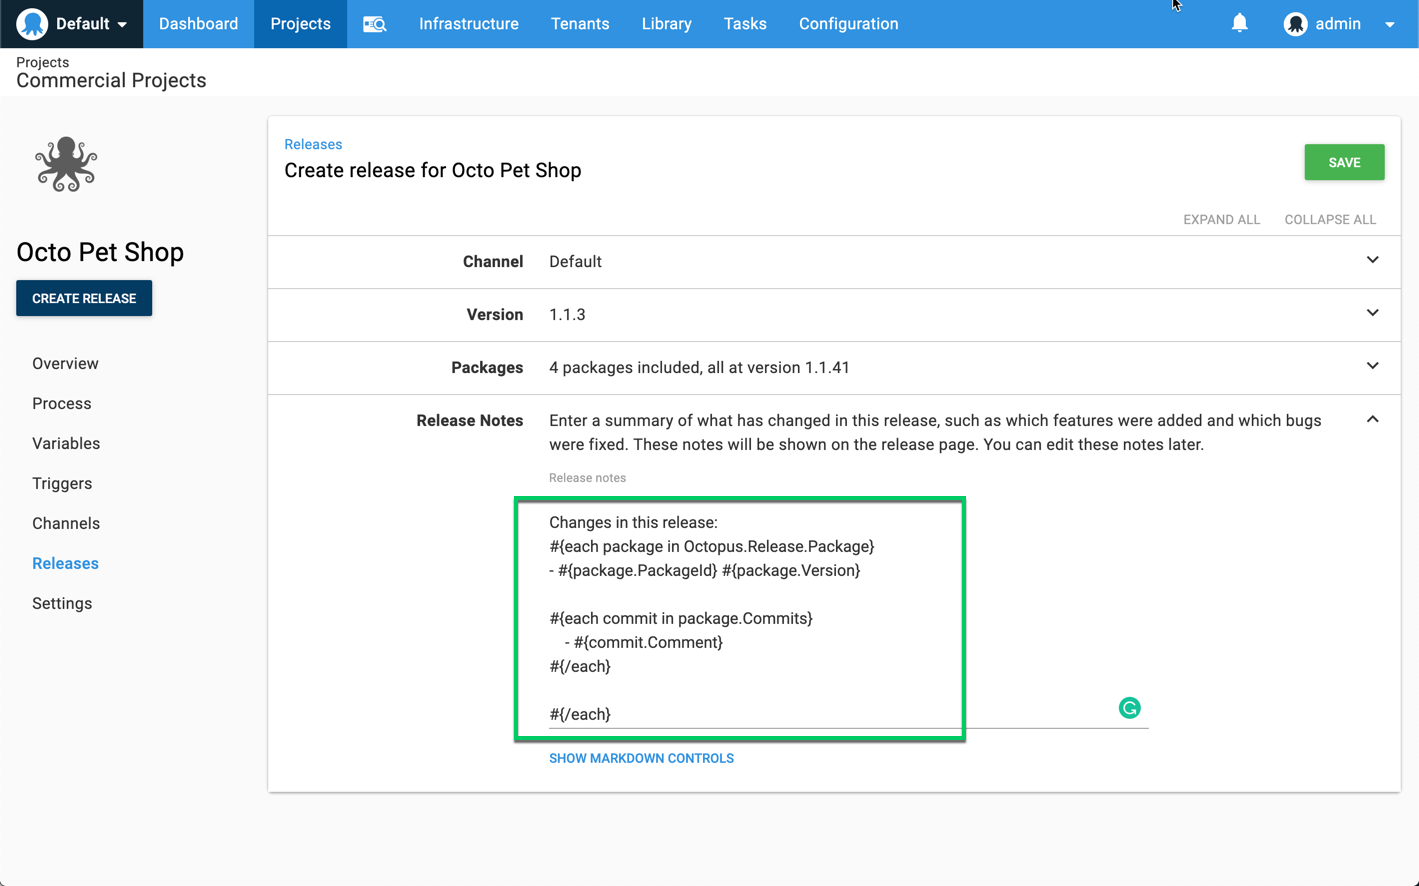 Default
Dashboard
Projects
Infrastructure
Tenants
Library
Tasks
Configuration
admin
Projects
Commercial Projects
Octo Pet Shop
CREATE RELEASE
Overview
Process
Variables
Triggers
Channels
Releases
Settings
Releases
Create release for Octo Pet Shop
SAVE
EXPAND ALL
COLLAPSE ALL
Channel
Default
Version
1.1.3
Packages
4 packages included, all at version 1.1.41
Release Notes
Enter a summary of what has changed in this release, such as which features were added and which bugs
were fixed. These notes will be shown on the release page. You can edit these notes later.
Release notes
Changes in this release:
#{each package in Octopus.Release.Package}
- #{package.PackageId} #{package.Version}
#{each commit in package.Commits}
- #{commit.Comment}
#{/each}
#{/each}
SHOW MARKDOWN CONTROLS